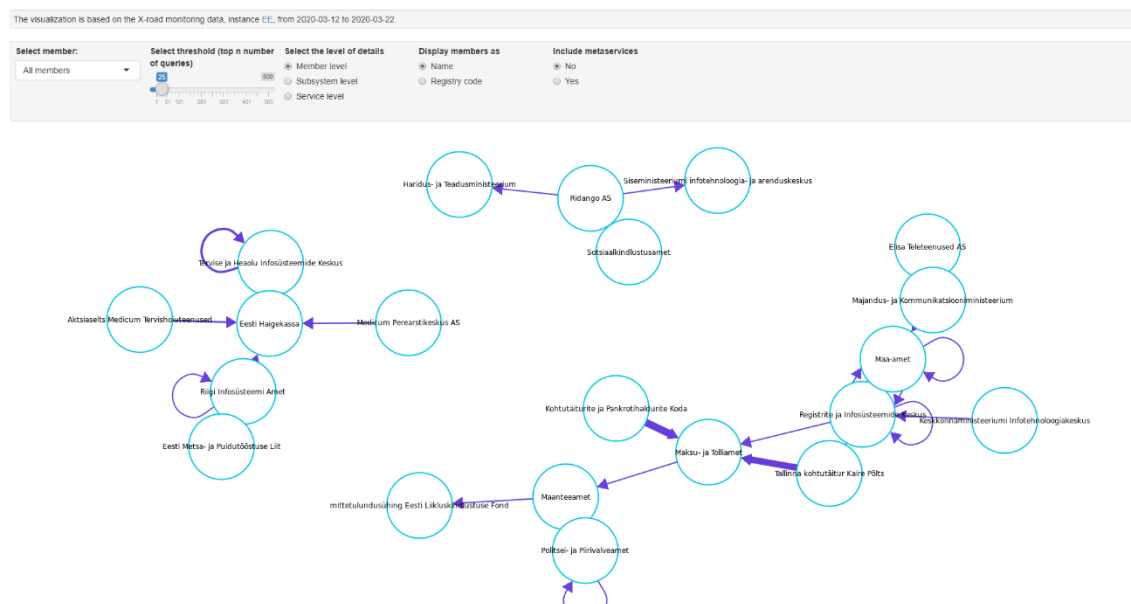 The visualization is based on the X-road monitoring data, instance EE, from 2020-03-12 to 2020-03-22.
Select member:
All members
Select threshold (top n number
of queries)
25
500
1 51 101 201 301 401 500
Select the level of details
Member level
Subsystem level
Service level
Display members as
Name
Registry code
Include metaservices
No
Yes
Haridus- ja Teadusministeerium
Ridango AS
Siseministeeriumi infotehnoloogia- ja arenduskeskus
Sotsiaalkindlustusamet
Elisa Teleteenused AS
Tervise ja Heaolu Infosüsteemide Keskus
Majandus- ja Kommunikatsiooniministeerium
Aktsiaselts Medicum Tervishoiuteenused
Eesti Haigekassa
Medicum Perearstikeskus AS
Maa-amet
Riigi Infosüsteemi Amet
Kohtutäiturite ja Pankrotihaldurite Koda
Registrite ja Infosüsteemide Keskus
Keskkonnaministeeriumi Infotehnoloogiakeskus
Eesti Metsa- ja Puidutööstuse Liit
Maksu- ja Tolliamet
Tallinna kohtutäitur Kaire Põlts
Maanteeamet
mittetulundusühing Eesti Liikluskindlustuse Fond
Politsei- ja Piirivalveamet